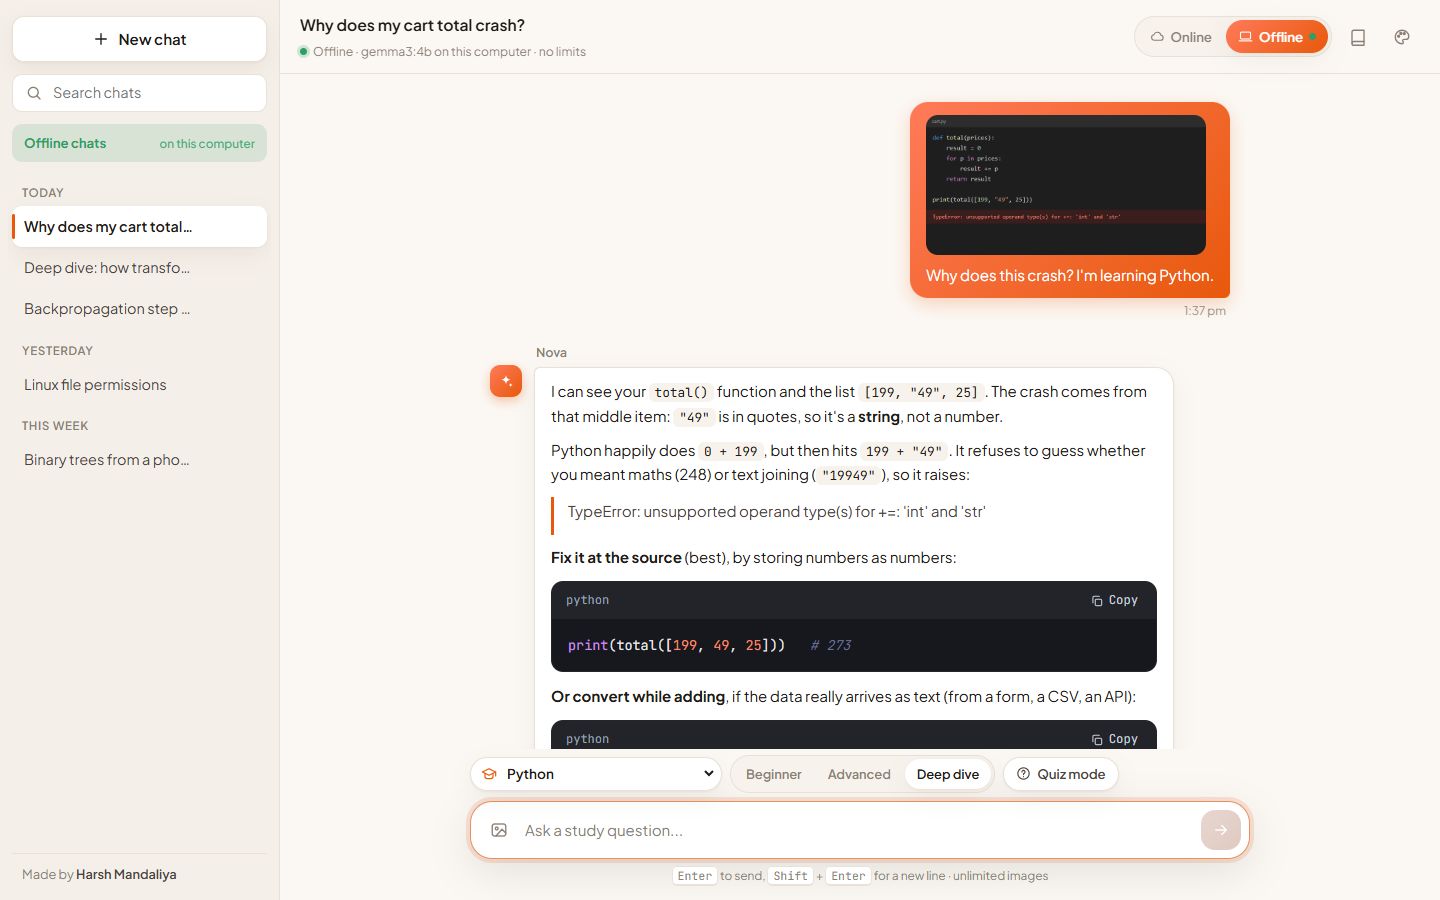 New chat
Search chats
Offline chats on this computer
TODAY
Why does my cart total...
Deep dive: how transfo...
Backpropagation step ...
YESTERDAY
Linux file permissions
THIS WEEK
Binary trees from a pho...
Made by Harsh Mandaliya
Why does my cart total crash?
Offline · gemma3:4b on this computer · no limits
Online
Offline
cart.py
def total(prices):
result = 0
for p in prices:
result += p
return result
print(total([199, "49", 25]))
TypeError: unsupported operand type(s) for +=: 'int' and 'str'
Why does this crash? I'm learning Python.
1:37 pm
Nova
I can see your total() function and the list [199, "49", 25]. The crash comes from
that middle item: "49" is in quotes, so it's a string, not a number.
Python happily does 0 + 199, but then hits 199 + "49". It refuses to guess whether
you meant maths (248) or text joining ("19949"), so it raises:
TypeError: unsupported operand type(s) for +=: 'int' and 'str'
Fix it at the source (best), by storing numbers as numbers:
python Copy
print(total([199, 49, 25])) # 273
Or convert while adding, if the data really arrives as text (from a form, a CSV, an API):
python Copy
Python
Beginner Advanced Deep dive
Quiz mode
Ask a study question...
Enter to send, Shift + Enter for a new line · unlimited images